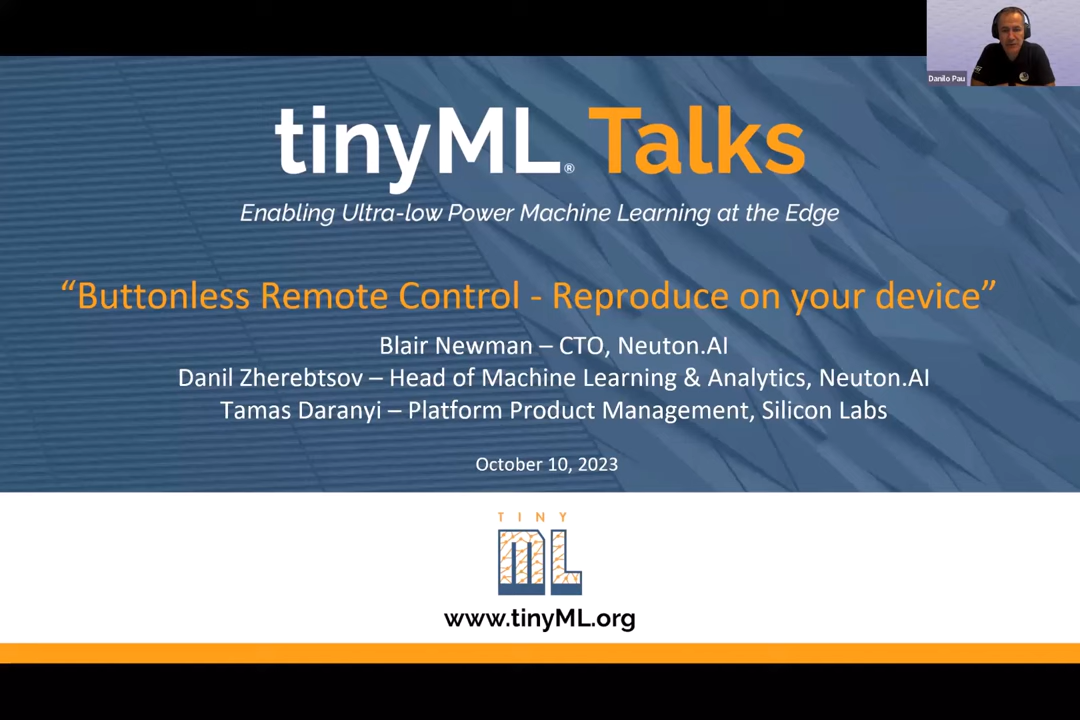 Danilo Pau
tinyML® Talks
Enabling Ultra-low Power Machine Learning at the Edge
“Buttonless Remote Control - Reproduce on your device”
Blair Newman – CTO, Neuton.AI
Danil Zherebtsov – Head of Machine Learning & Analytics, Neuton.AI
Tamas Daranyi – Platform Product Management, Silicon Labs
October 10, 2023
TINY
ML
www.tinyML.org